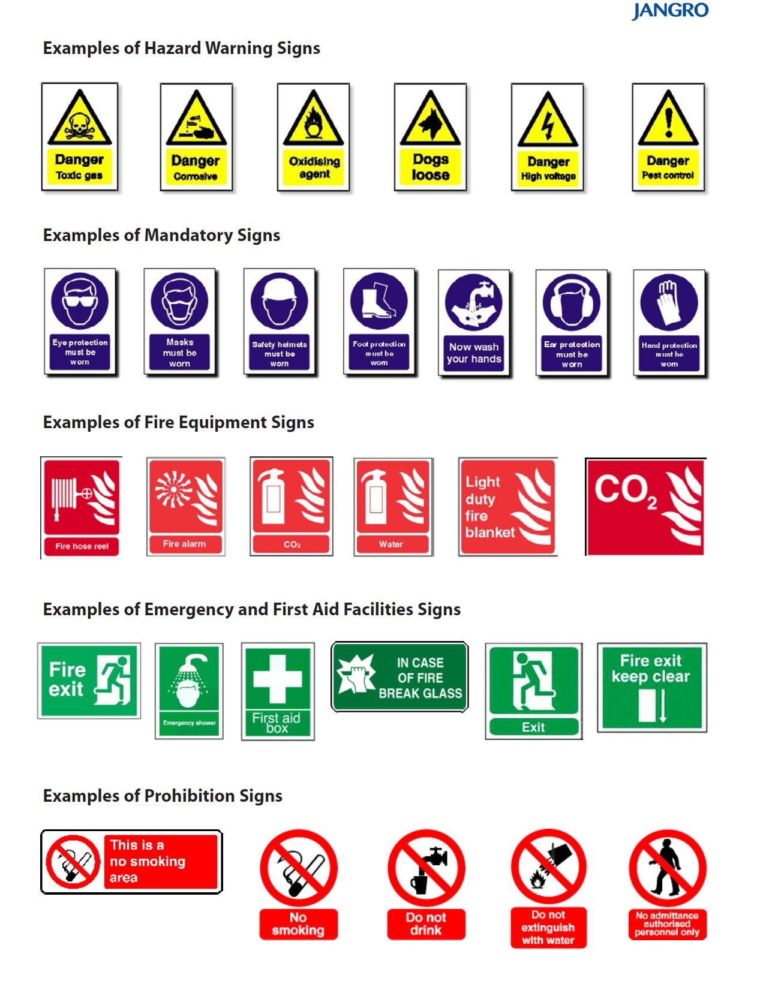 JANGRO
Examples of Hazard Warning Signs
Danger
Toxic gas
Danger
Corrosive
Oxidising
agent
Dogs
loose
Danger
High voltage
Danger
Pest control
Examples of Mandatory Signs
Eye protection
must be
worn
Masks
must be
worn
Safety helmets
must be
worn
Foot protection
must be
worn
Now wash
your hands
Ear protection
must be
worn
Hand protection
must be
worn
Examples of Fire Equipment Signs
Fire hose reel
Fire alarm
CO₂
Water
Light
duty
fire
blanket
CO₂
Examples of Emergency and First Aid Facilities Signs
Fire
exit
Emergency shower
First aid
box
IN CASE
OF FIRE
BREAK GLASS
Exit
Fire exit
keep clear
Examples of Prohibition Signs
This is a
no smoking
area
No
smoking
Do not
drink
Do not
extinguish
with water
No admittance
authorised
personnel only